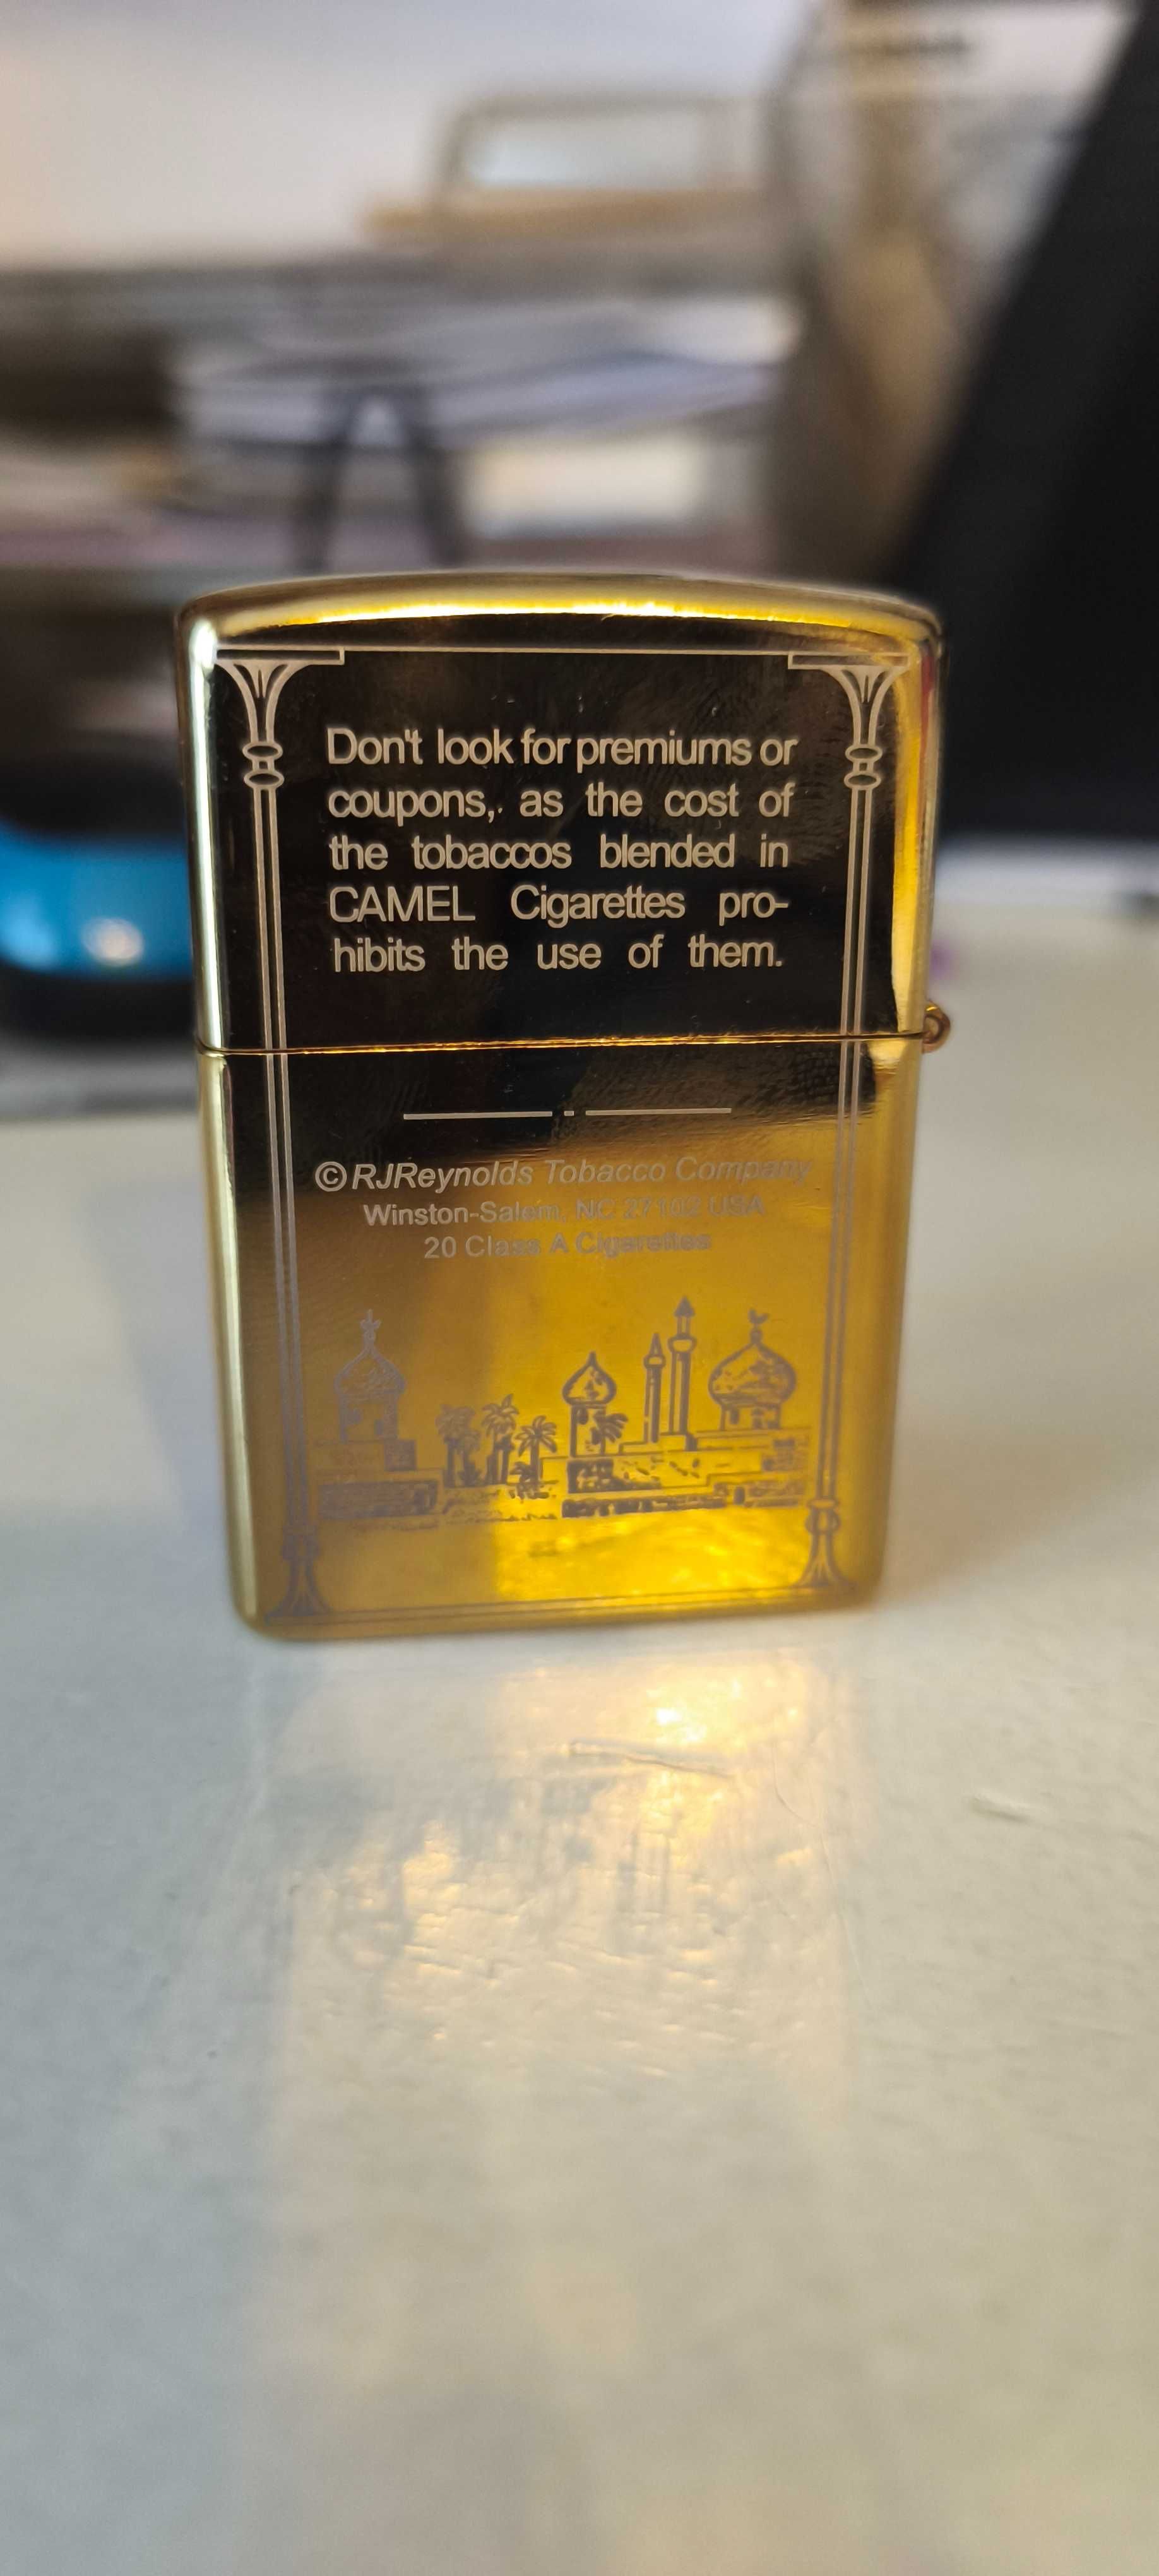 Don't look for premiums or
coupons, as the cost of
the tobaccos blended in
CAMEL Cigarettes pro-
hibits the use of them.
©RJReynolds Tobacco Company
Winston-Salem, NC 27102 USA
20 Class A Cigarettes